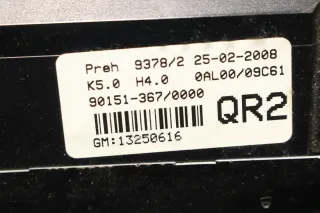 Preh 9378/2 25-02-2008
K5.0 H4.0 0AL00/09C61
90151-367/0000
QR2
GM:13250616